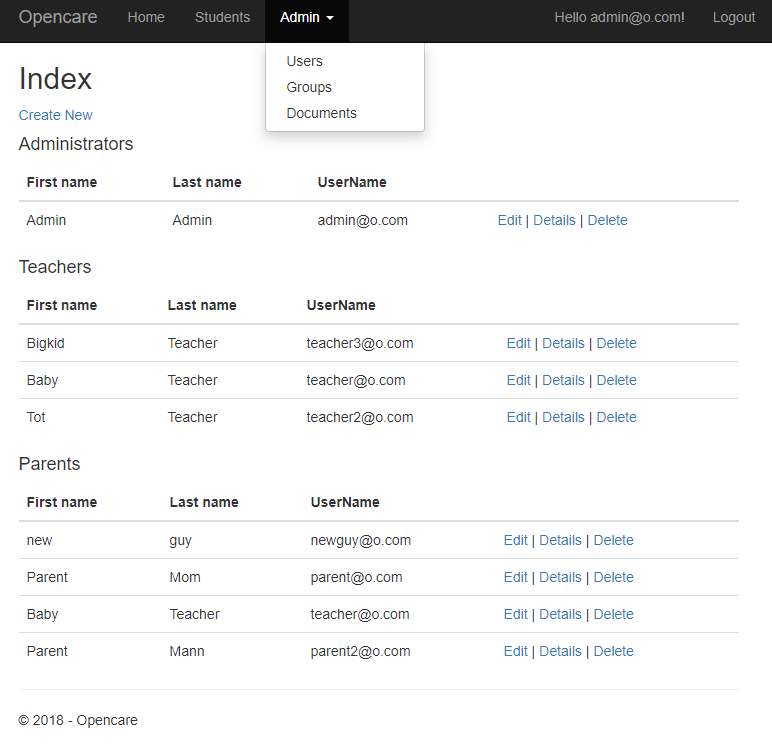 Opencare Home Students Admin Hello admin@o.com! Logout
Users
Groups
Documents
Index
Create New
Administrators
First name Last name UserName
Admin Admin admin@o.com Edit | Details | Delete
Teachers
First name Last name UserName
Bigkid Teacher teacher3@o.com Edit | Details | Delete
Baby Teacher teacher@o.com Edit | Details | Delete
Tot Teacher teacher2@o.com Edit | Details | Delete
Parents
First name Last name UserName
new guy newguy@o.com Edit | Details | Delete
Parent Mom parent@o.com Edit | Details | Delete
Baby Teacher teacher@o.com Edit | Details | Delete
Parent Mann parent2@o.com Edit | Details | Delete
© 2018 - Opencare